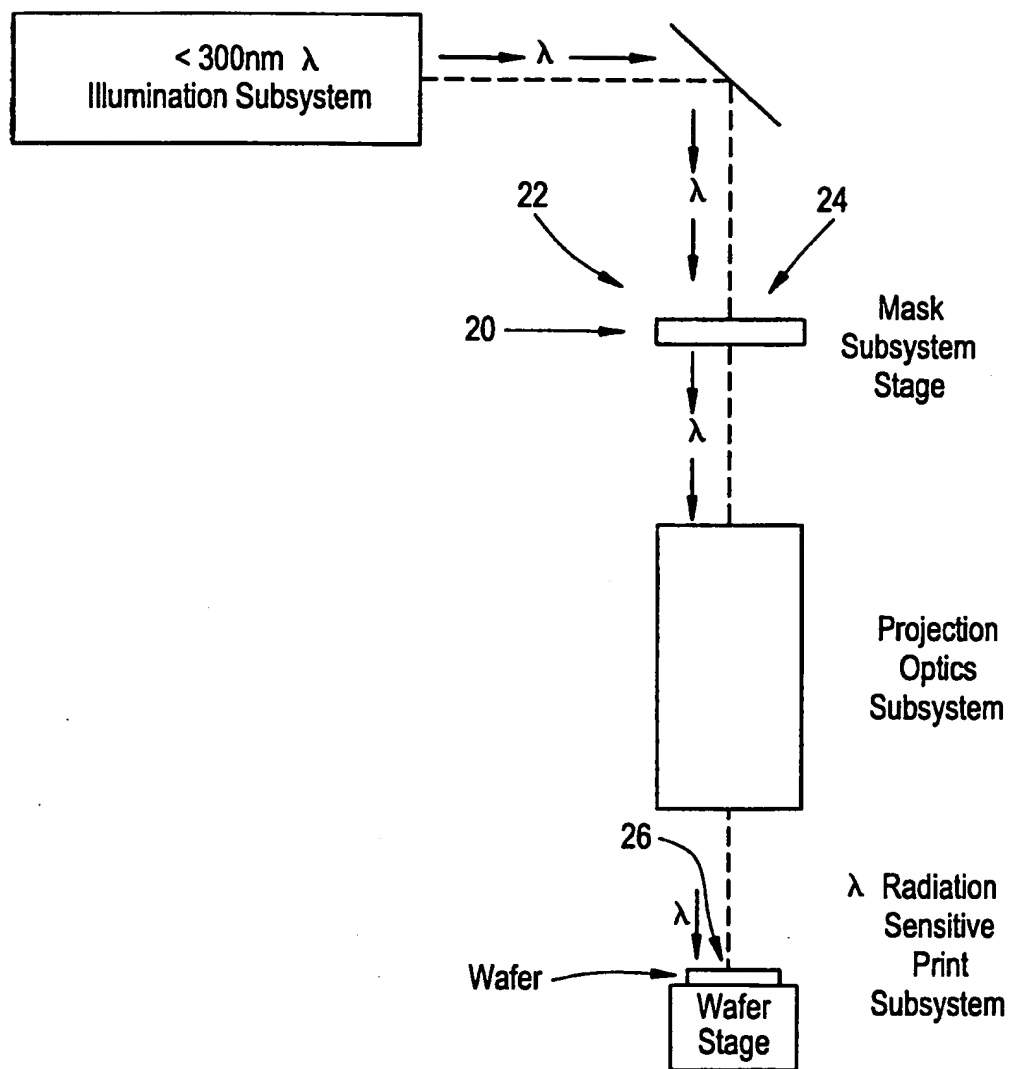 < 300nm λ
Illumination Subsystem
λ
λ
22
24
20
Mask
Subsystem
Stage
λ
Projection
Optics
Subsystem
26
λ
λ Radiation
Sensitive
Print
Subsystem
Wafer
Wafer
Stage